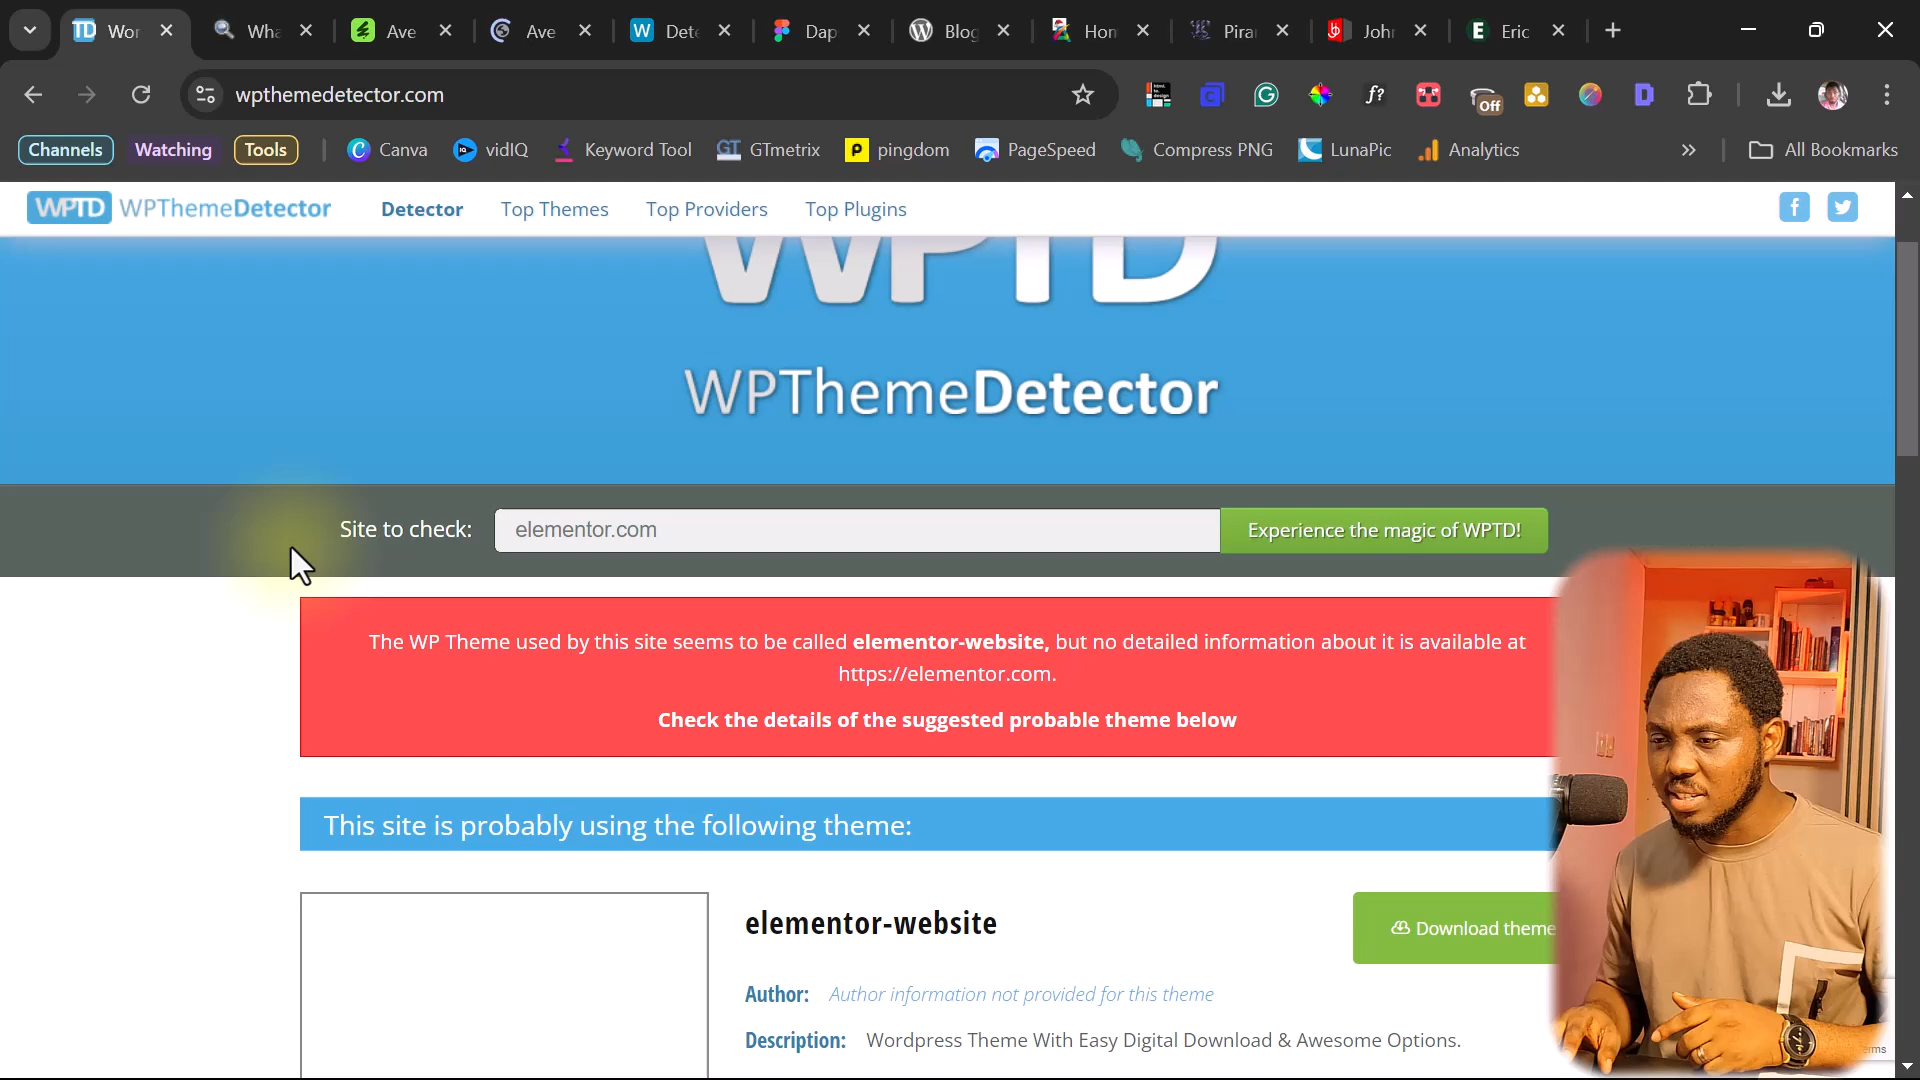 Wor
Wha
Ave
Ave
Dete
Dap
Blog
Hom
Pira
Joh
Eric
wpthemedetector.com
Off
Channels
Watching
Tools
Canva
vidIQ
Keyword Tool
GTmetrix
pingdom
PageSpeed
Compress PNG
LunaPic
Analytics
All Bookmarks
WPTD WPThemeDetector
Detector
Top Themes
Top Providers
Top Plugins
WPTD
WPThemeDetector
Site to check:
elementor.com
Experience the magic of WPTD!
The WP Theme used by this site seems to be called elementor-website, but no detailed information about it is available at
https://elementor.com.
Check the details of the suggested probable theme below
This site is probably using the following theme:
elementor-website
Download theme
Author: Author information not provided for this theme
Description: Wordpress Theme With Easy Digital Download & Awesome Options.